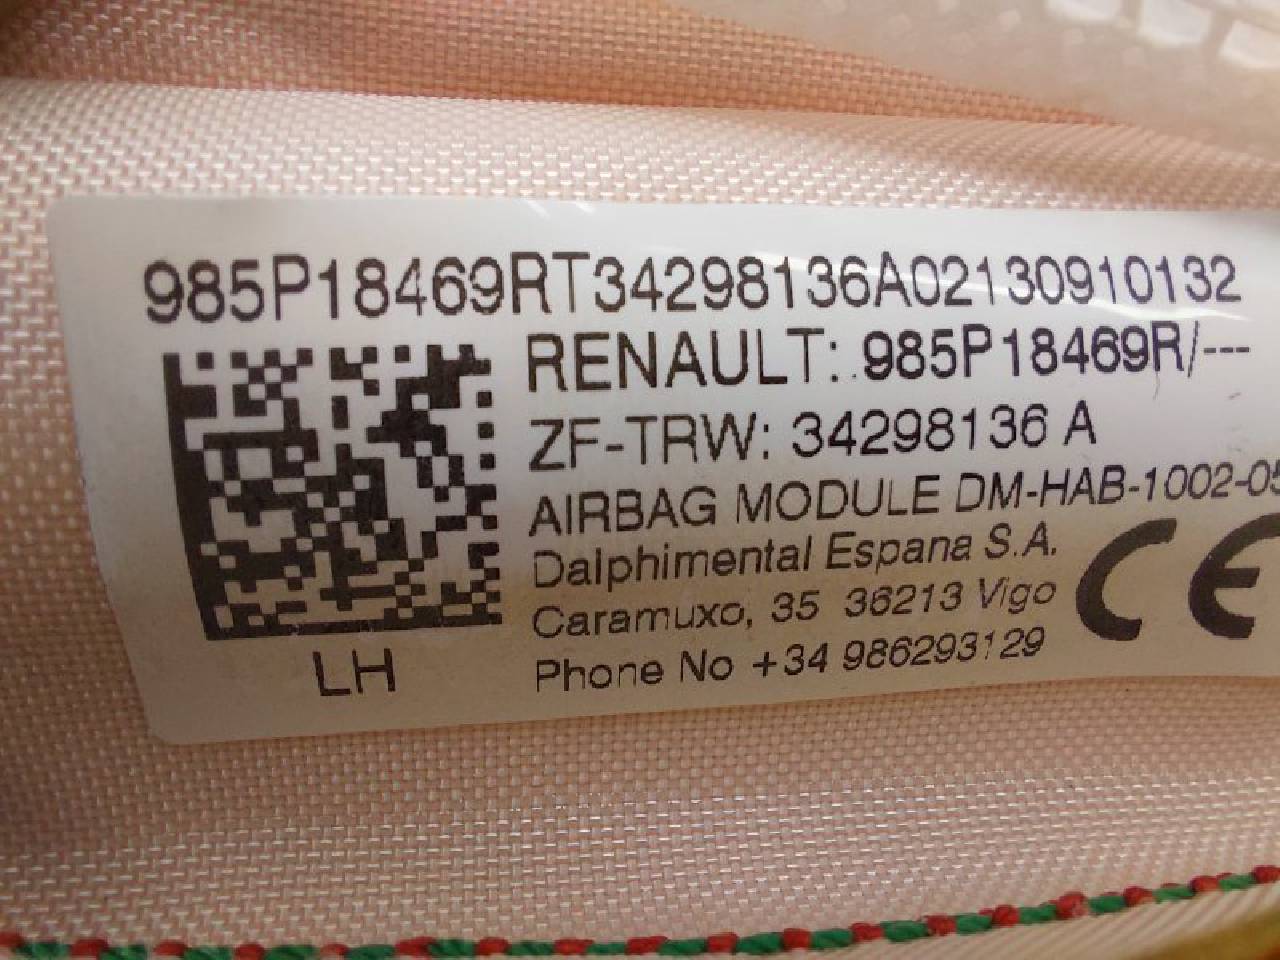 985P18469RT34298136A02130910132
RENAULT: 985P18469R/---
ZF-TRW: 34298136 A
AIRBAG MODULE DM-HAB-1002-05
Dalphimental Espana S.A.
Caramuxo, 35 36213 Vigo
Phone No +34 986293129
CE
LH